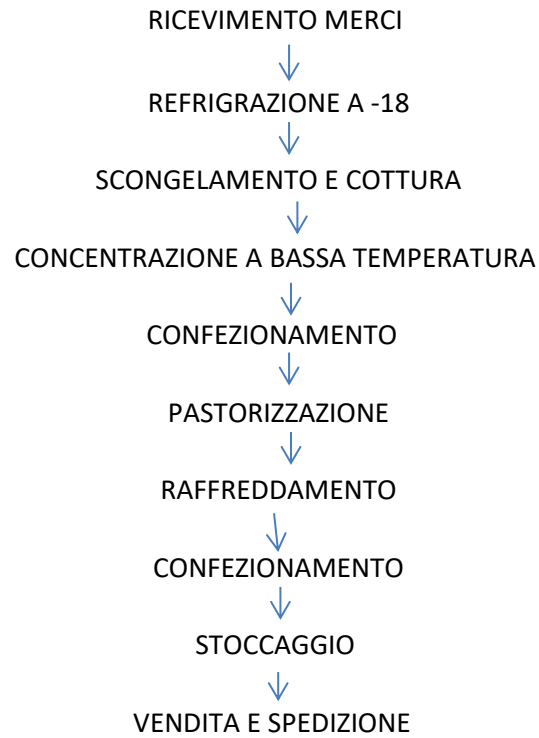 RICEVIMENTO MERCI
REFRIGRAZIONE A -18
SCONGELAMENTO E COTTURA
CONCENTRAZIONE A BASSA TEMPERATURA
CONFEZIONAMENTO
PASTORIZZAZIONE
RAFFREDDAMENTO
CONFEZIONAMENTO
STOCCAGGIO
VENDITA E SPEDIZIONE